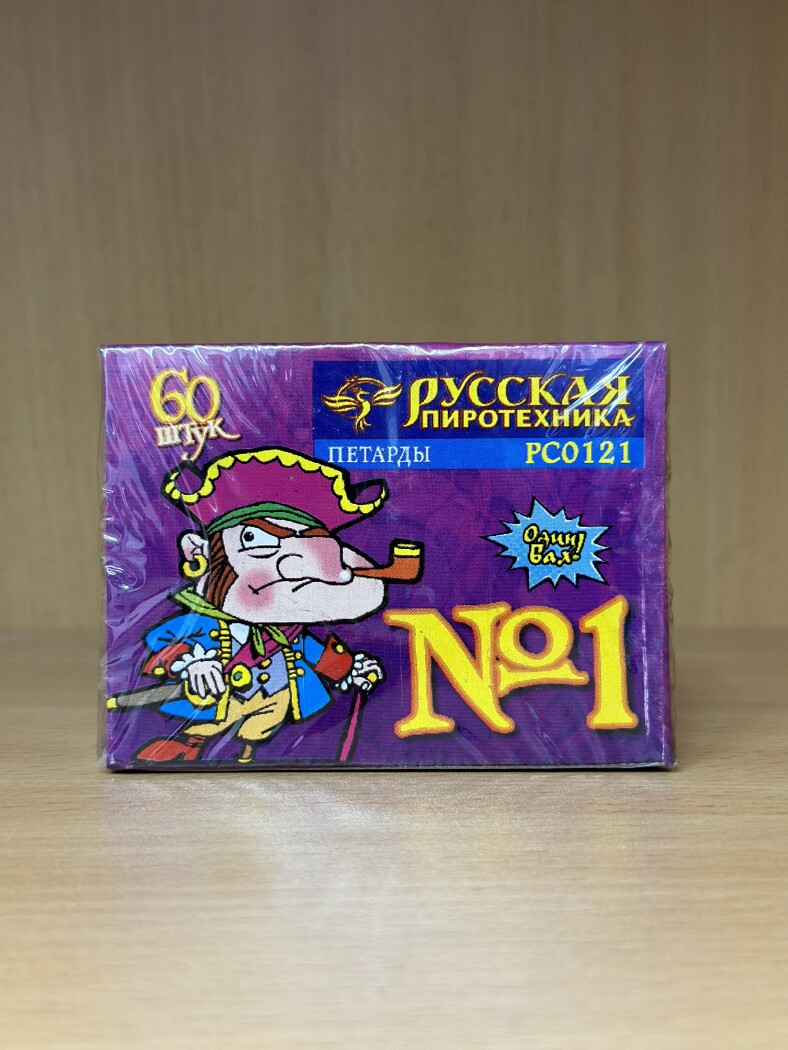 60
штук
Русская
пиротехника
ПЕТАРДЫ
РС0121
Один!
Бах.
№1